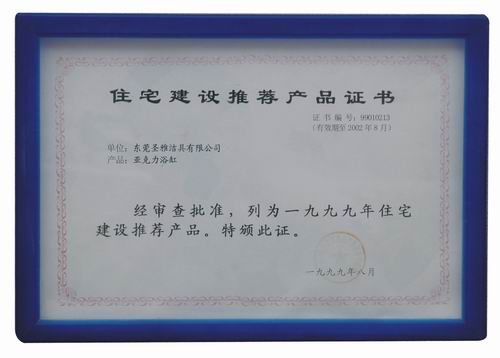 住宅建设推荐产品证书
证书编号:99010213
(有效期至2002年8月)
单位:东莞圣雅洁具有限公司
产品:亚克力浴缸
经审查批准,列为一九九九年住宅
建设推荐产品。特颁此证。
一九九九年八月